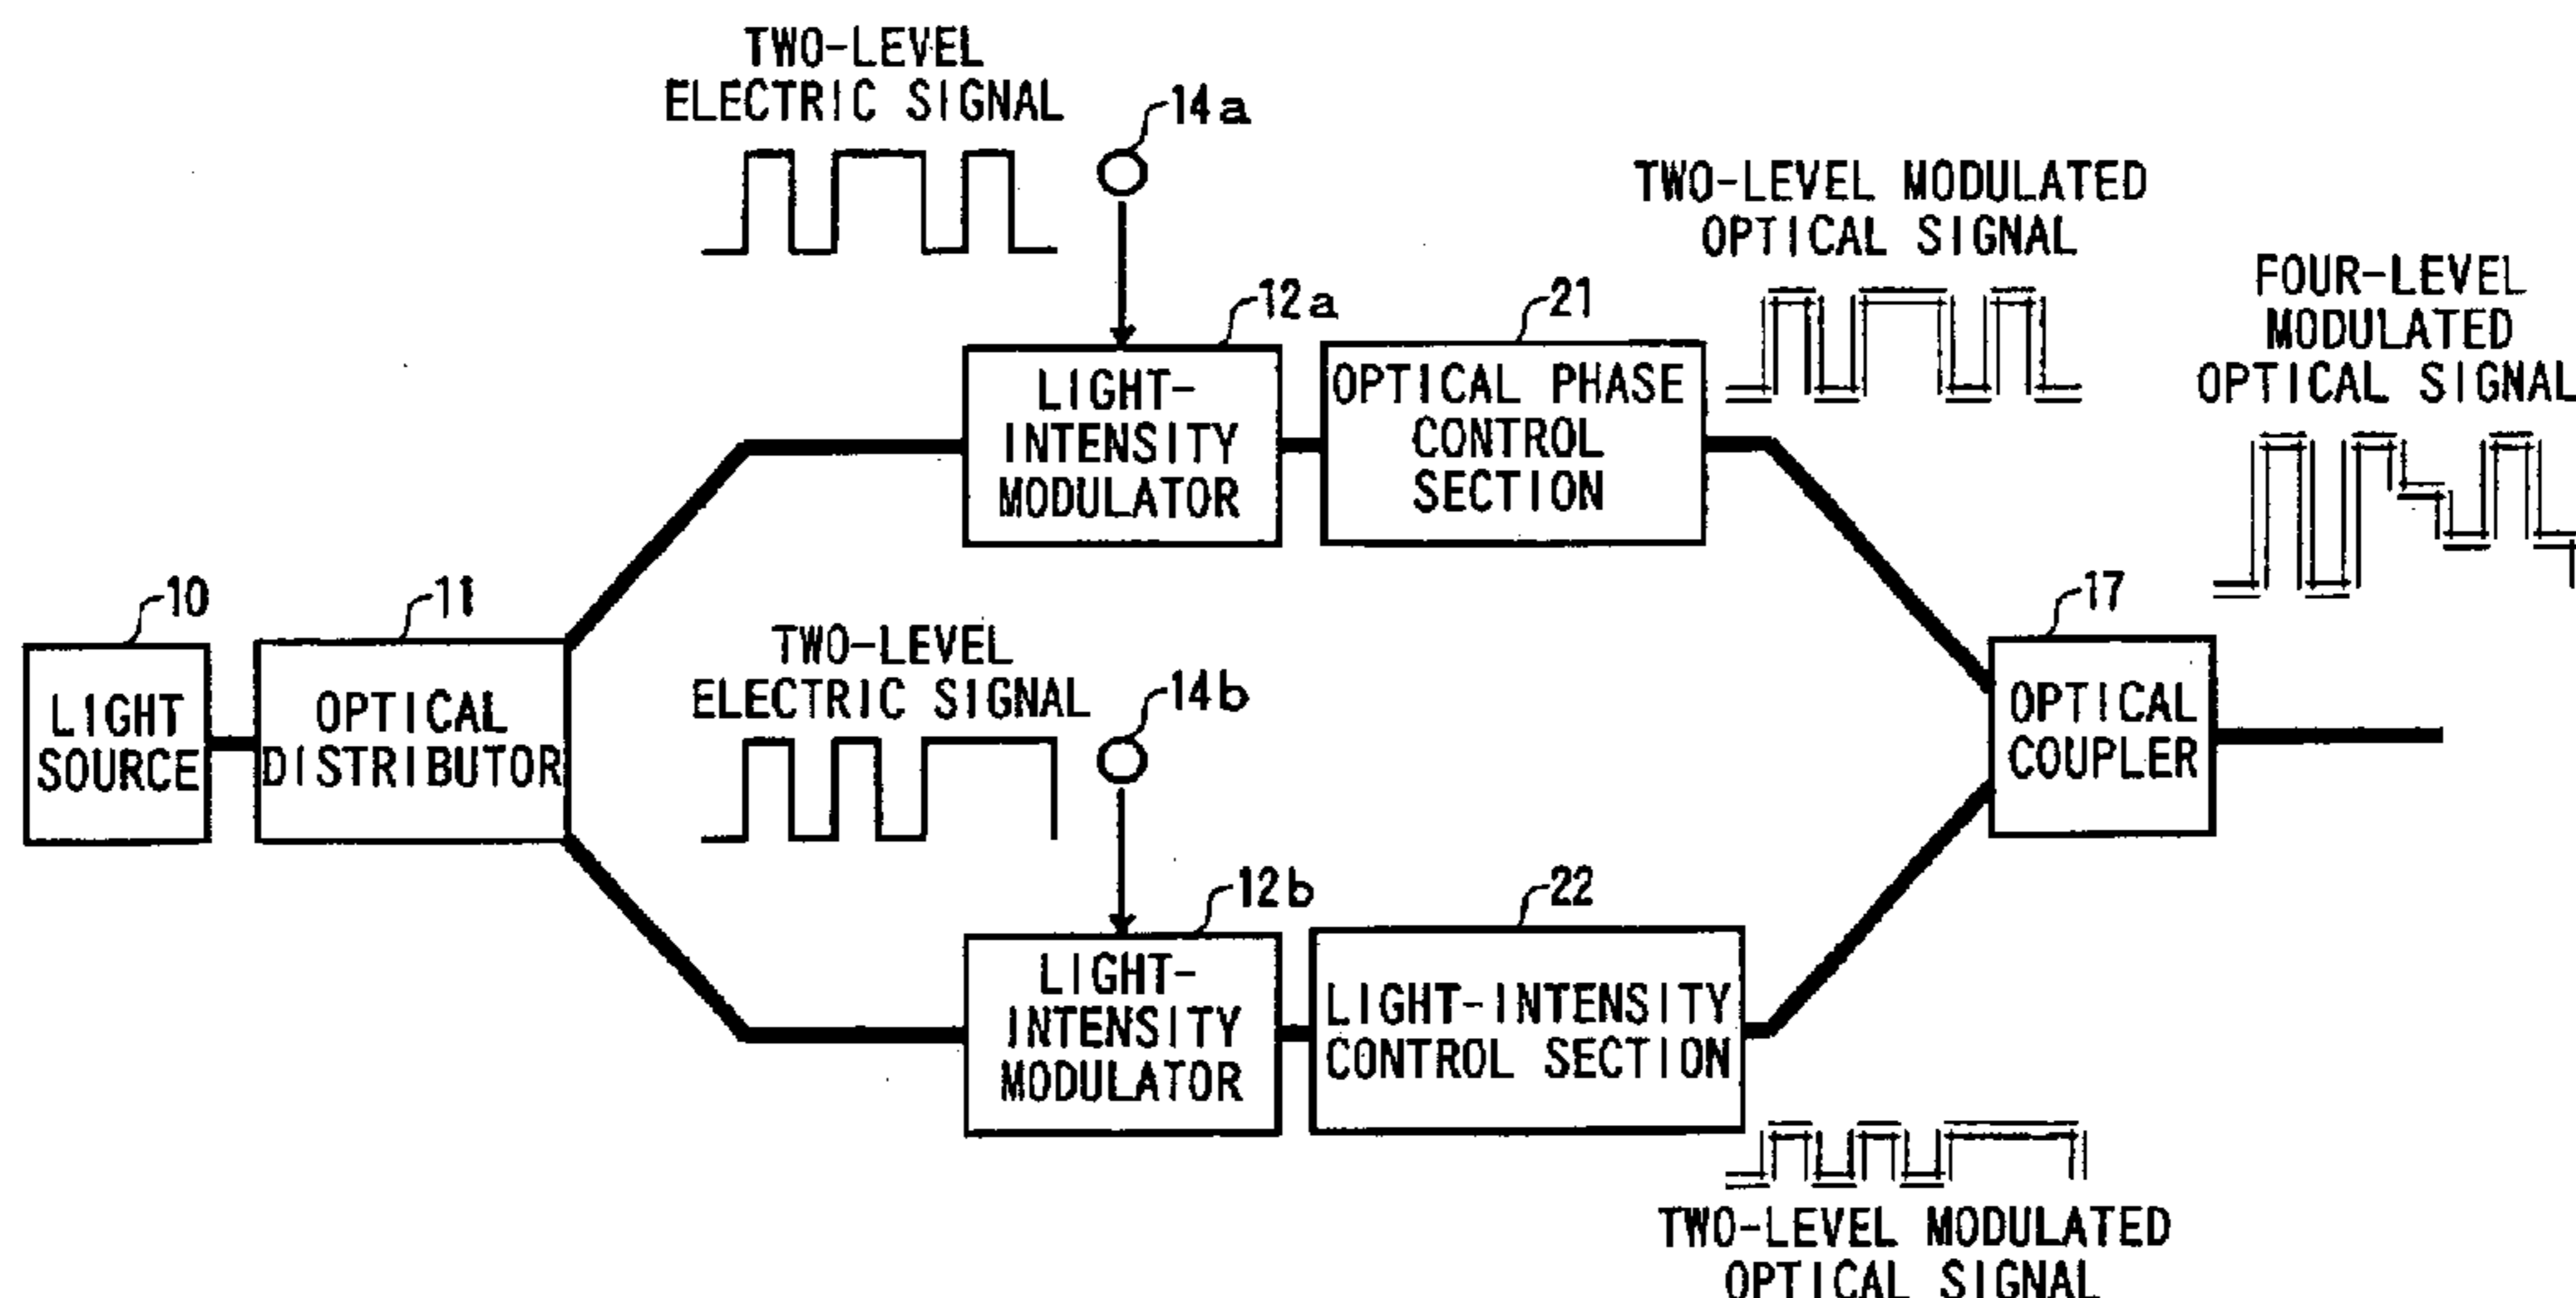 TWO-LEVEL
ELECTRIC SIGNAL
14a
TWO-LEVEL MODULATED
OPTICAL SIGNAL
FOUR-LEVEL
MODULATED
OPTICAL SIGNAL
12a
21
LIGHT-
INTENSITY
MODULATOR
OPTICAL PHASE
CONTROL
SECTION
10
11
17
LIGHT
SOURCE
OPTICAL
DISTRIBUTOR
TWO-LEVEL
ELECTRIC SIGNAL
14b
OPTICAL
COUPLER
12b
22
LIGHT-
INTENSITY
MODULATOR
LIGHT-INTENSITY
CONTROL SECTION
TWO-LEVEL MODULATED
OPTICAL SIGNAL